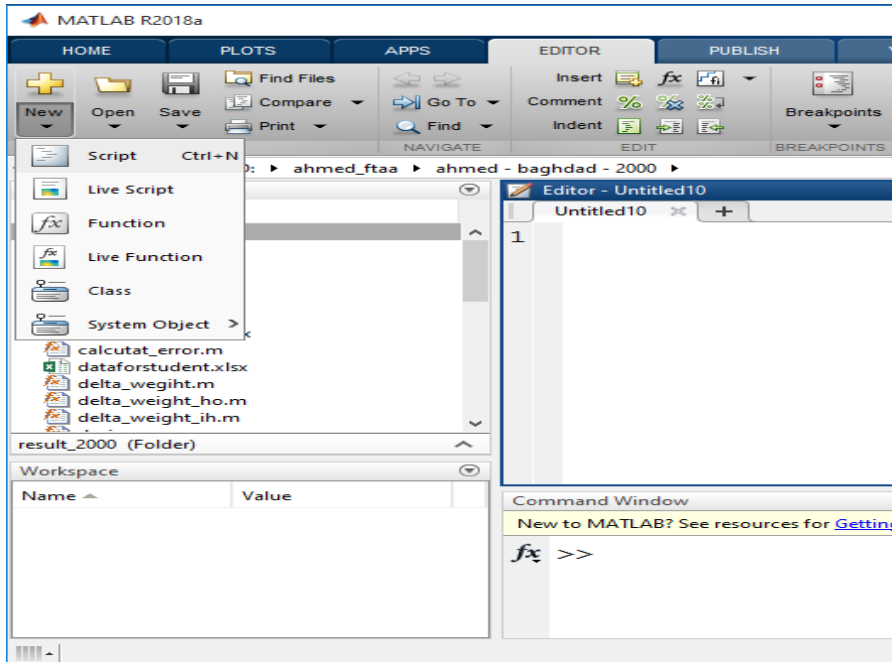 MATLAB R2018a
HOME PLOTS APPS EDITOR PUBLISH
New Open Save Find Files Compare Print Go To Find Insert fx Comment Indent Breakpoints
NAVIGATE EDIT BREAKPOINTS
Script Ctrl+N
Live Script
Function
Live Function
Class
System Object
ahmed_ftaa ahmed - baghdad - 2000
calcutat_error.m
dataforstudent.xlsx
delta_wegiht.m
delta_weight_ho.m
delta_weight_ih.m
result_2000 (Folder)
Workspace
Name Value
Editor - Untitled10
Untitled10
1
Command Window
New to MATLAB? See resources for Getting
fx >>